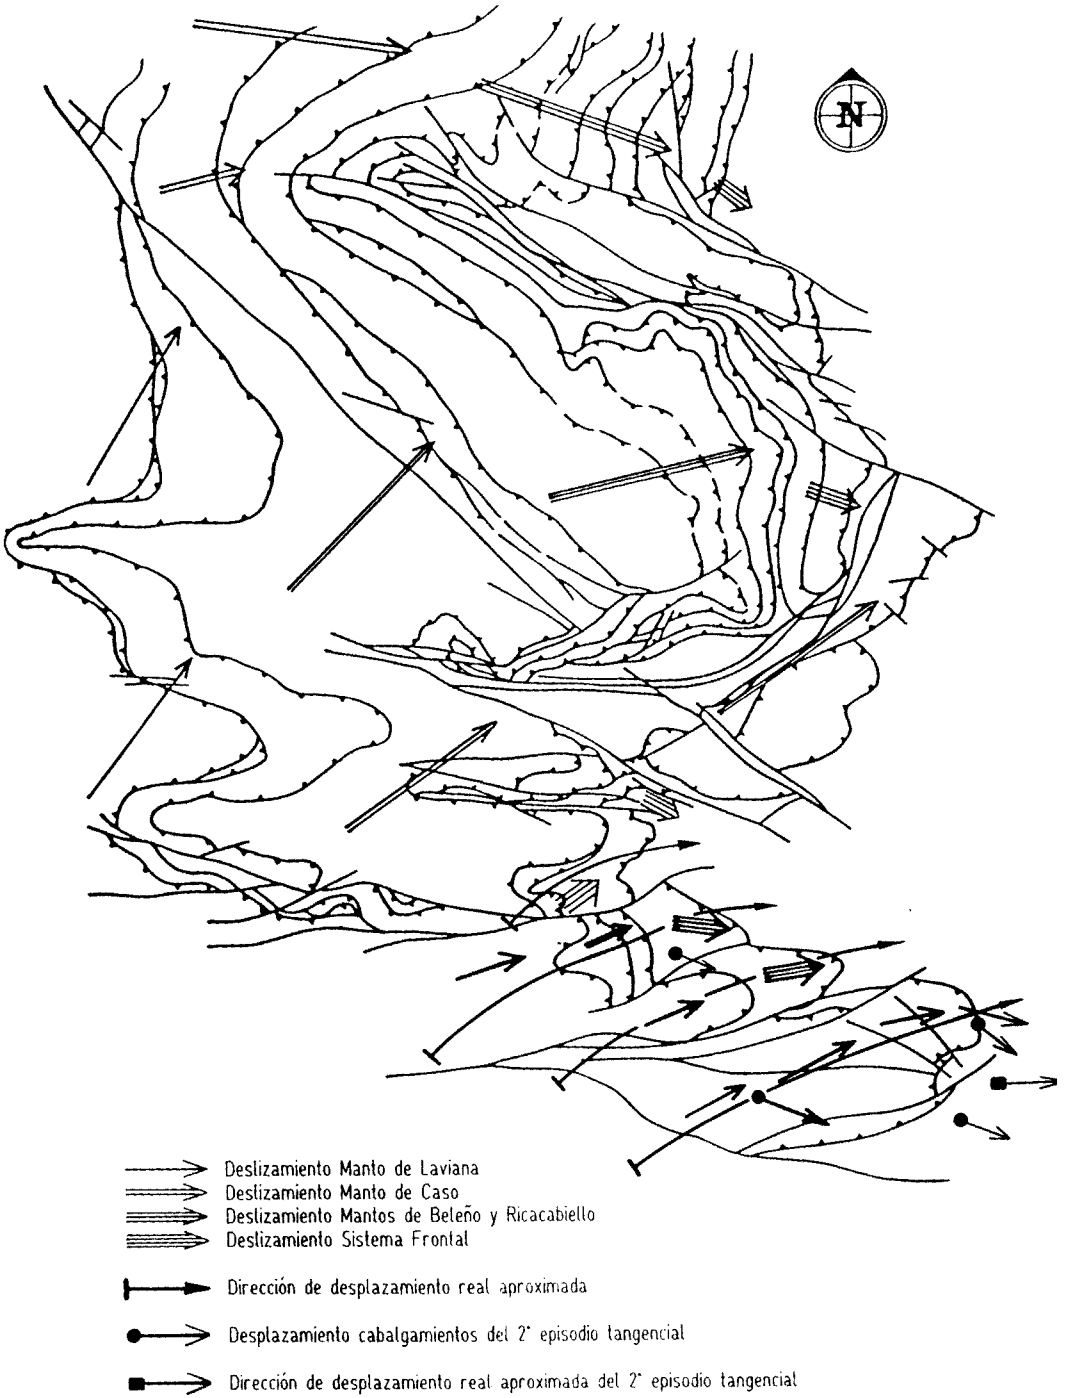 N
Deslizamiento Manto de Laviana
Deslizamiento Manto de Caso
Deslizamiento Mantos de Beleño y Ricacabiello
Deslizamiento Sistema Frontal
Dirección de desplazamiento real aproximada
Desplazamiento cabalgamientos del 2° episodio tangencial
Dirección de desplazamiento real aproximada del 2° episodio tangencial